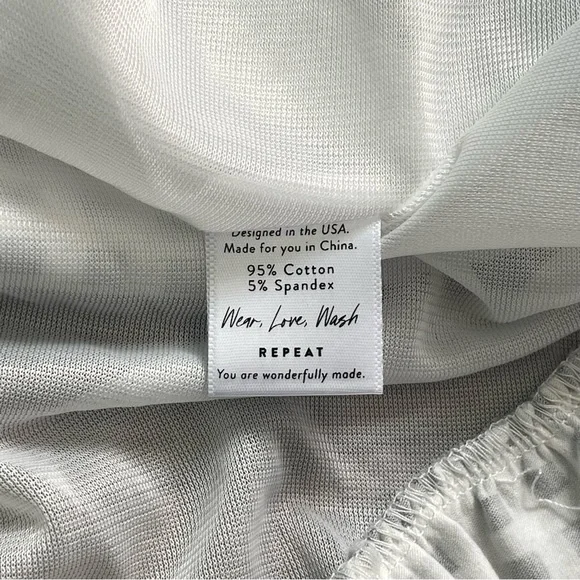 Designed in the USA.
Made for you in China.
95% Cotton
5% Spandex
Wear, Love, Wash
REPEAT
You are wonderfully made.